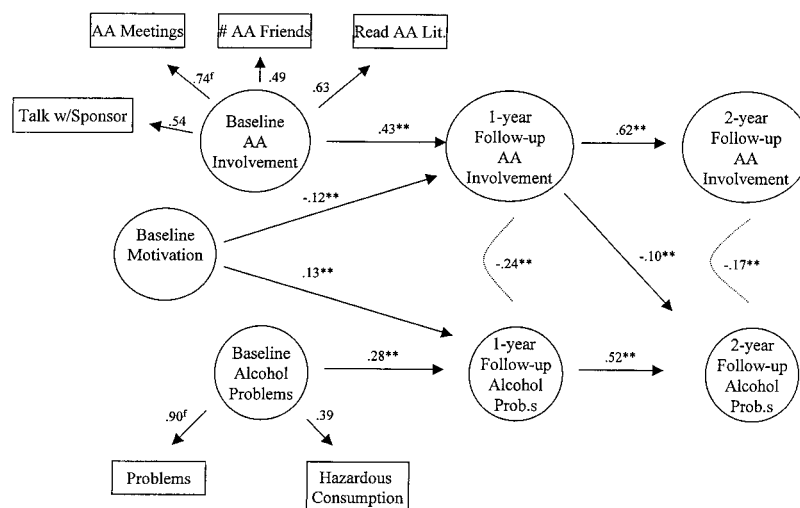 AA Meetings
# AA Friends
Read AA Lit.
.74f
.49
.63
Talk w/Sponsor
.54
Baseline
AA
Involvement
.43**
1-year
Follow-up
AA
Involvement
.62**
2-year
Follow-up
AA
Involvement
-.12**
Baseline
Motivation
.13**
-.24**
-.10**
-.17**
Baseline
Alcohol
Problems
.28**
1-year
Follow-up
Alcohol
Prob.s
.52**
2-year
Follow-up
Alcohol
Prob.s
.90f
.39
Problems
Hazardous
Consumption